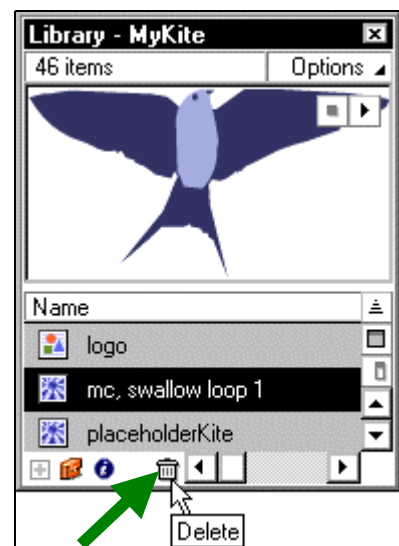 Library - MyKite
46 items Options
Name
logo
mc, swallow loop 1
placeholderKite
Delete